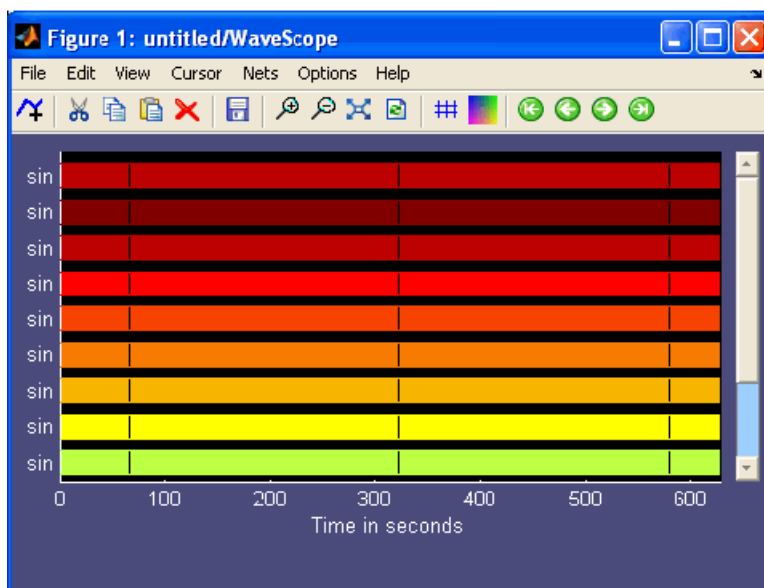 Figure 1: untitled/WaveScope
File Edit View Cursor Nets Options Help
sin
sin
sin
sin
sin
sin
sin
sin
sin
0 100 200 300 400 500 600
Time in seconds